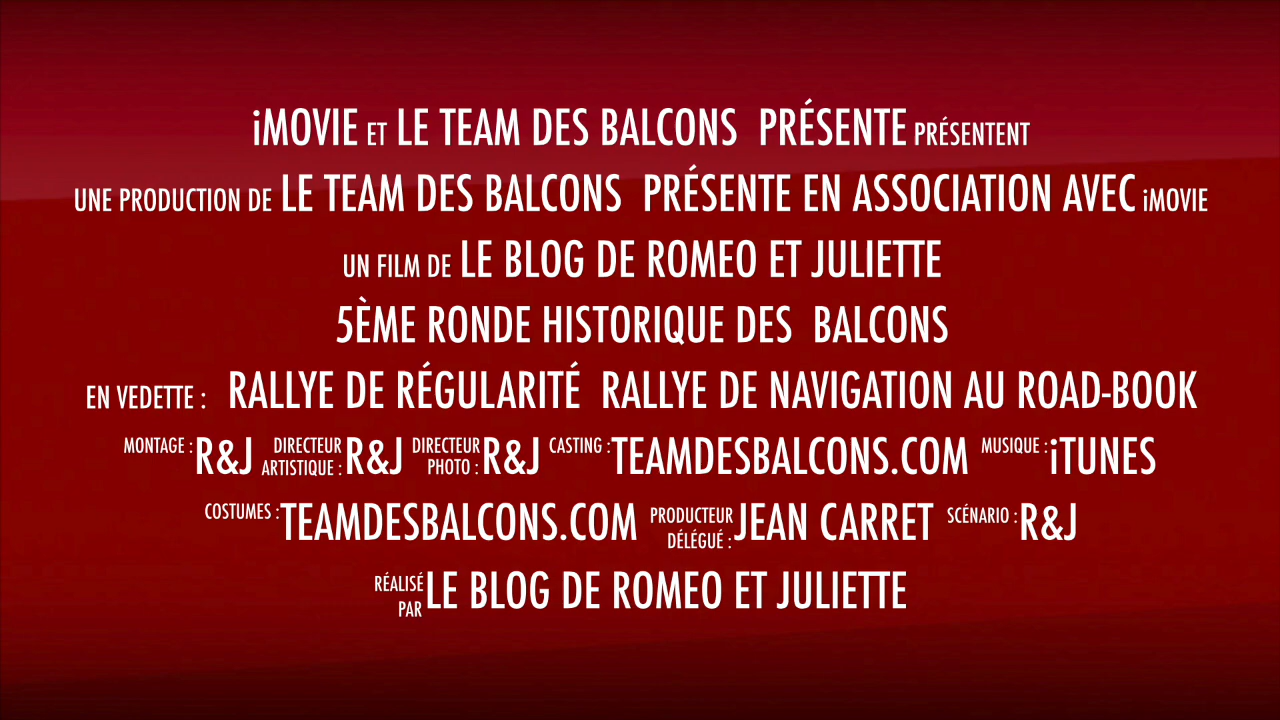 iMOVIE ET LE TEAM DES BALCONS PRÉSENTE PRÉSENTENT
UNE PRODUCTION DE LE TEAM DES BALCONS PRÉSENTE EN ASSOCIATION AVEC iMOVIE
UN FILM DE LE BLOG DE ROMEO ET JULIETTE
5ÈME RONDE HISTORIQUE DES BALCONS
EN VEDETTE : RALLYE DE RÉGULARITÉ RALLYE DE NAVIGATION AU ROAD-BOOK
MONTAGE : R&J DIRECTEUR ARTISTIQUE : R&J DIRECTEUR PHOTO : R&J CASTING : TEAMDESBALCONS.COM MUSIQUE : iTUNES
COSTUMES : TEAMDESBALCONS.COM PRODUCTEUR DÉLÉGUÉ : JEAN CARRET SCÉNARIO : R&J
RÉALISÉ PAR LE BLOG DE ROMEO ET JULIETTE